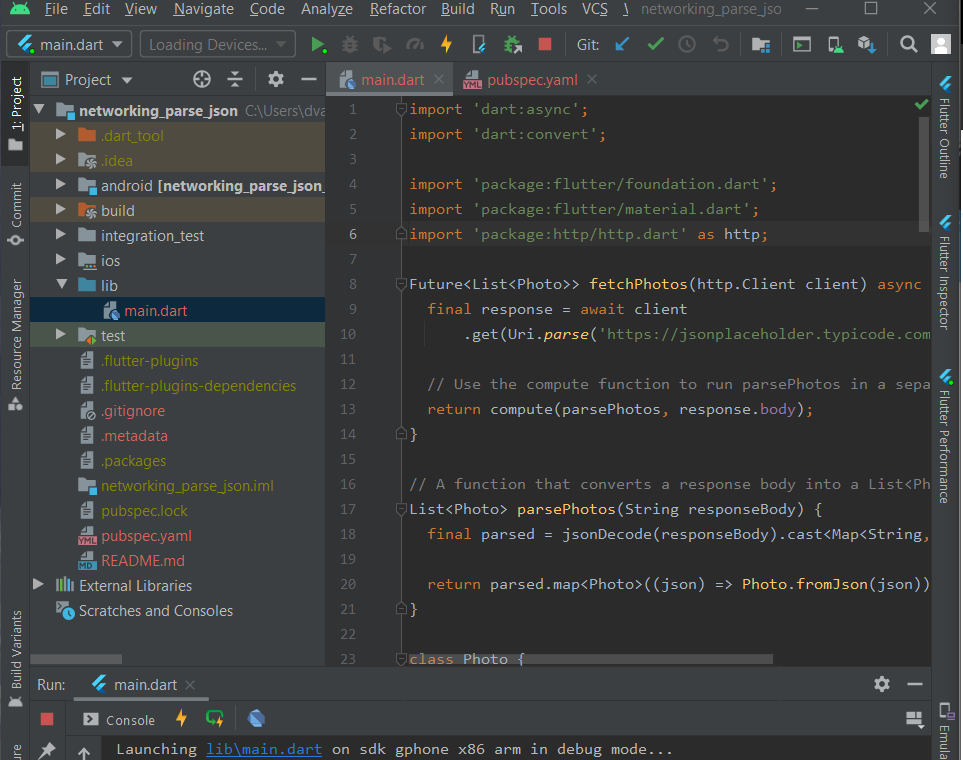 File Edit View Navigate Code Analyze Refactor Build Run Tools VCS \ networking_parse_jso
main.dart Loading Devices... Git:
1: Project
Commit
Resource Manager
Build Variants
Project
networking_parse_json C:\Users\dva
.dart_tool
.idea
android [networking_parse_json_
build
integration_test
ios
lib
main.dart
test
.flutter-plugins
.flutter-plugins-dependencies
.gitignore
.metadata
.packages
networking_parse_json.iml
pubspec.lock
YML pubspec.yaml
MD README.md
External Libraries
Scratches and Consoles
main.dart YML pubspec.yaml
1 import 'dart:async';
2 import 'dart:convert';
3
4 import 'package:flutter/foundation.dart';
5 import 'package:flutter/material.dart';
6 import 'package:http/http.dart' as http;
7
8 Future<List<Photo>> fetchPhotos(http.Client client) async
9 final response = await client
10 .get(Uri.parse('https://jsonplaceholder.typicode.com
11
12 // Use the compute function to run parsePhotos in a sepa
13 return compute(parsePhotos, response.body);
14 }
15
16 // A function that converts a response body into a List<Ph
17 List<Photo> parsePhotos(String responseBody) {
18 final parsed = jsonDecode(responseBody).cast<Map<String,
19
20 return parsed.map<Photo>((json) => Photo.fromJson(json))
21 }
22
23 class Photo {
Flutter Outline
Flutter Inspector
Flutter Performance
Emula
Run: main.dart
Console
ure
Launching lib\main.dart on sdk gphone x86 arm in debug mode...